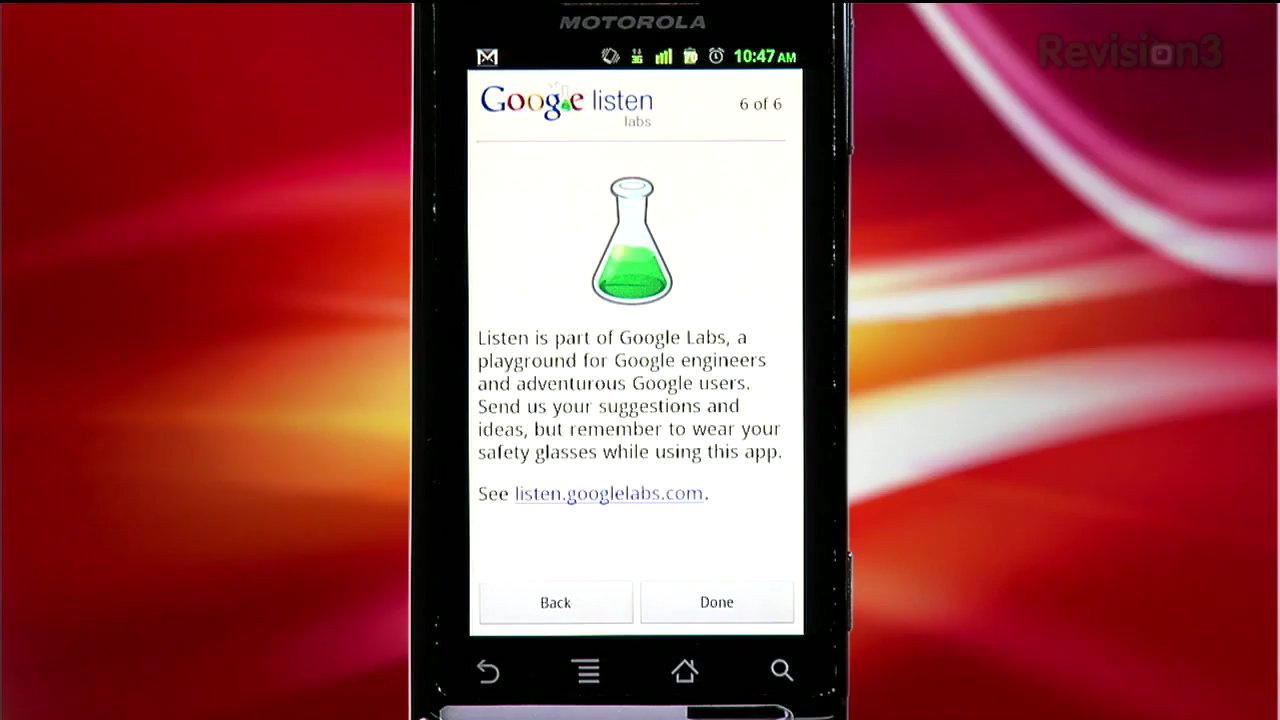 MOTOROLA
Revision3
70
3G
10:47 AM
Google listen
labs
6 of 6
Listen is part of Google Labs, a
playground for Google engineers
and adventurous Google users.
Send us your suggestions and
ideas, but remember to wear your
safety glasses while using this app.
See listen.googlelabs.com.
Back
Done